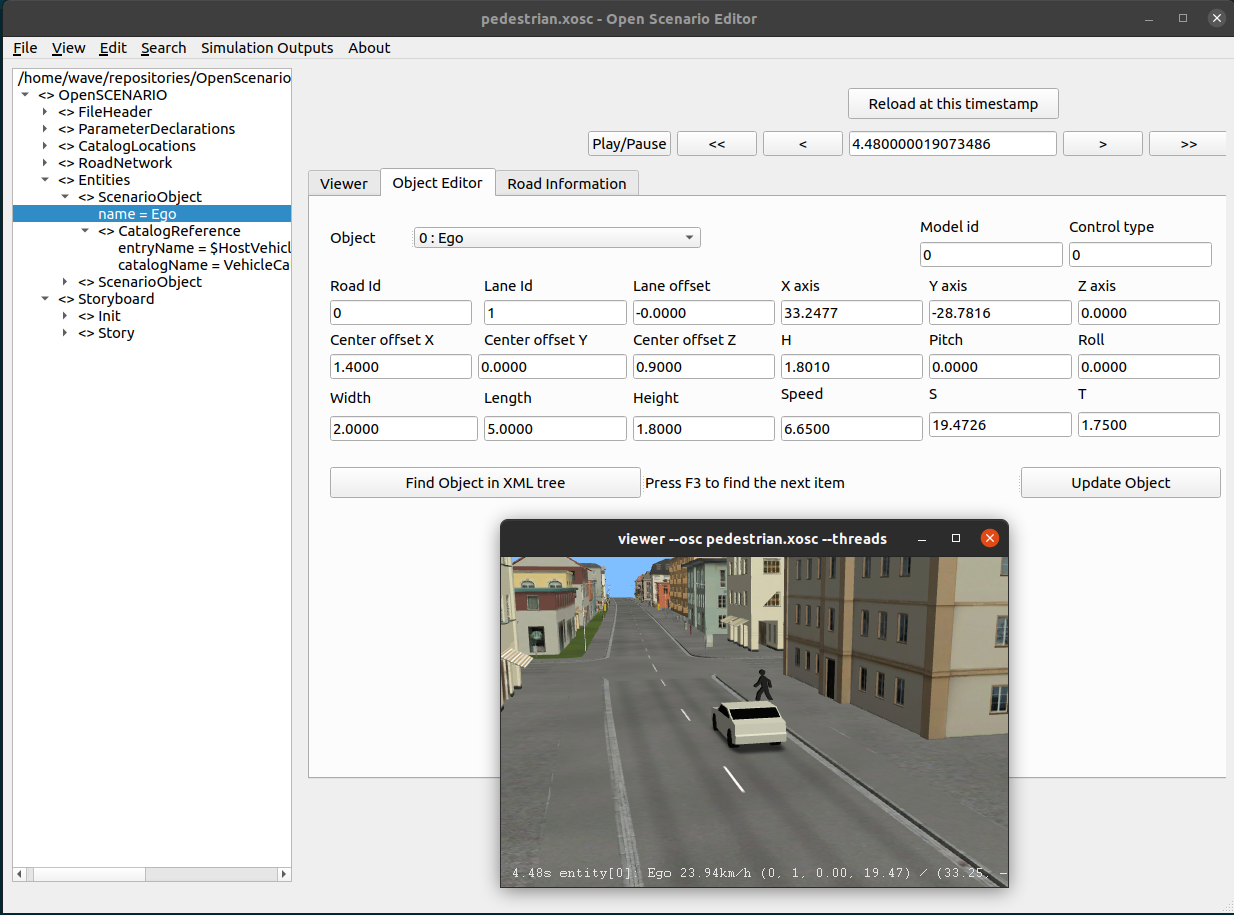 pedestrian.xosc - Open Scenario Editor
File View Edit Search Simulation Outputs About
/home/wave/repositories/OpenScenario
<> OpenSCENARIO
<> FileHeader
<> ParameterDeclarations
<> CatalogLocations
<> RoadNetwork
<> Entities
<> ScenarioObject
name = Ego
<> CatalogReference
entryName = $HostVehicl
catalogName = VehicleCa
<> ScenarioObject
<> Storyboard
<> Init
<> Story
Reload at this timestamp
Play/Pause << < 4.480000019073486 > >>
Viewer Object Editor Road Information
Object 0 : Ego
Model id Control type
0 0
Road Id Lane Id Lane offset X axis Y axis Z axis
0 1 -0.0000 33.2477 -28.7816 0.0000
Center offset X Center offset Y Center offset Z H Pitch Roll
1.4000 0.0000 0.9000 1.8010 0.0000 0.0000
Width Length Height Speed S T
2.0000 5.0000 1.8000 6.6500 19.4726 1.7500
Find Object in XML tree Press F3 to find the next item Update Object
viewer --osc pedestrian.xosc --threads
4.48s entity[0]: Ego 23.94km/h (0, 1, 0.00, 19.47) / (33.25, -